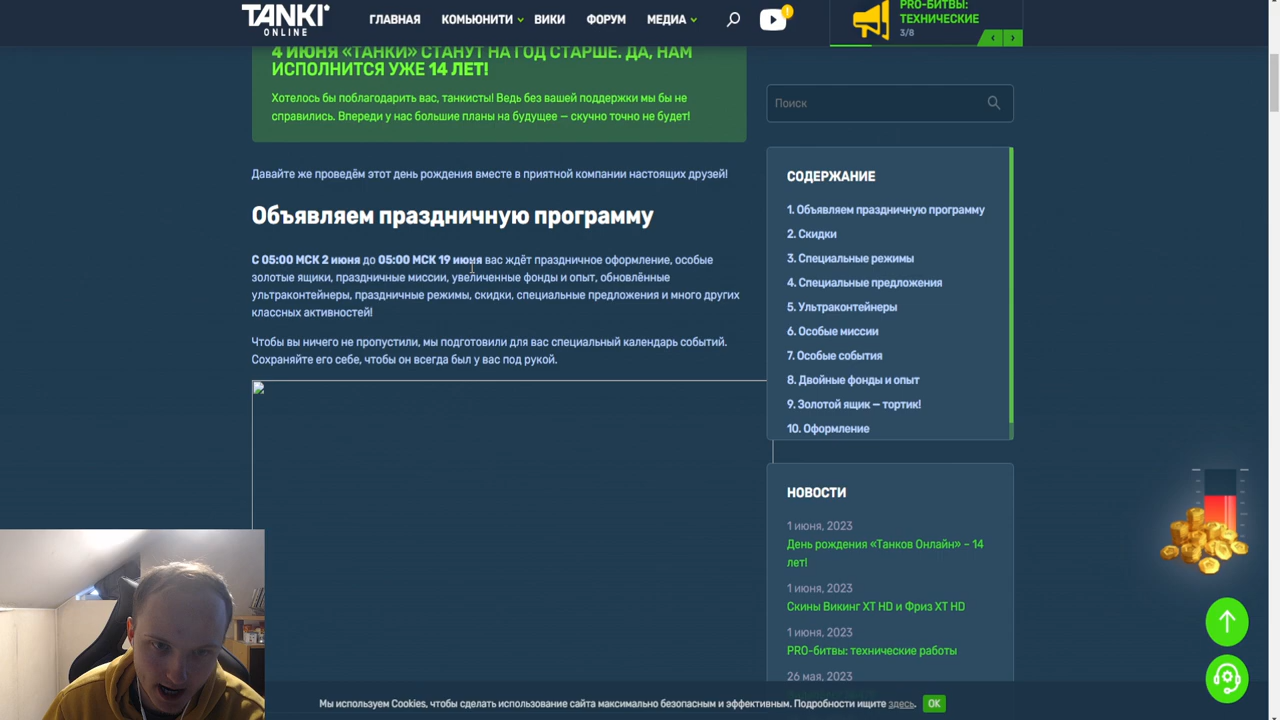 TANKI
ONLINE
ГЛАВНАЯ
КОМЬЮНИТИ
ВИКИ
ФОРУМ
МЕДИА
1
PRO-БИТВЫ:
ТЕХНИЧЕСКИЕ
3/8
4 ИЮНЯ «ТАНКИ» СТАНУТ НА ГОД СТАРШЕ. ДА, НАМ
ИСПОЛНИТСЯ УЖЕ 14 ЛЕТ!
Хотелось бы поблагодарить вас, танкисты! Ведь без вашей поддержки мы бы не
справились. Впереди у нас большие планы на будущее — скучно точно не будет!
Давайте же проведём этот день рождения вместе в приятной компании настоящих друзей!
Объявляем праздничную программу
С 05:00 МСК 2 июня до 05:00 МСК 19 июня вас ждёт праздничное оформление, особые
золотые ящики, праздничные миссии, увеличенные фонды и опыт, обновлённые
ультраконтейнеры, праздничные режимы, скидки, специальные предложения и много других
классных активностей!
Чтобы вы ничего не пропустили, мы подготовили для вас специальный календарь событий.
Сохраняйте его себе, чтобы он всегда был у вас под рукой.
Поиск
СОДЕРЖАНИЕ
1. Объявляем праздничную программу
2. Скидки
3. Специальные режимы
4. Специальные предложения
5. Ультраконтейнеры
6. Особые миссии
7. Особые события
8. Двойные фонды и опыт
9. Золотой ящик — тортик!
10. Оформление
НОВОСТИ
1 июня, 2023
День рождения «Танков Онлайн» – 14
лет!
1 июня, 2023
Скины Викинг XT HD и Фриз XT HD
1 июня, 2023
PRO-битвы: технические работы
26 мая, 2023
Мы используем Cookies, чтобы сделать использование сайта максимально безопасным и эффективным. Подробности ищите здесь.
OK